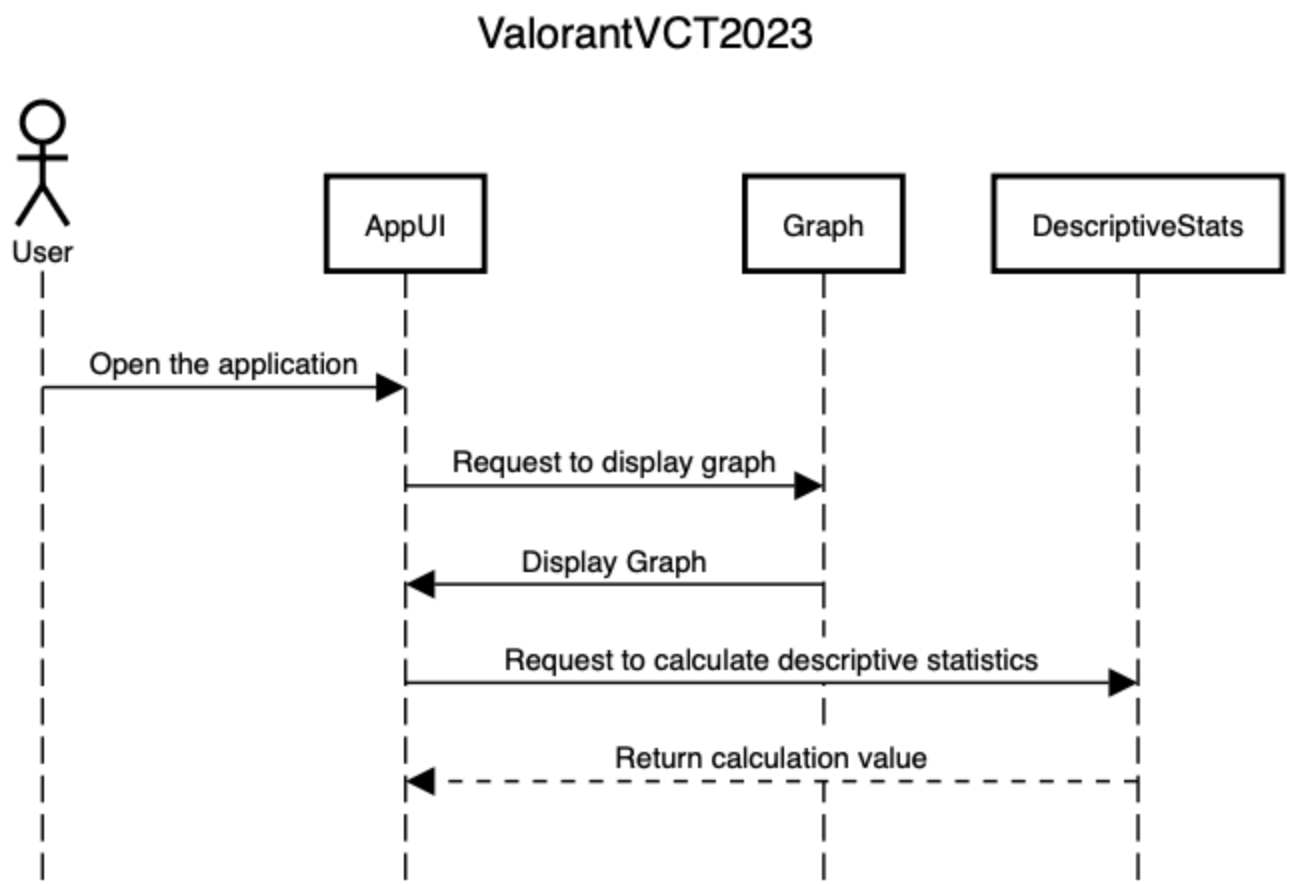 ValorantVCT2023
User
AppUI
Graph
DescriptiveStats
Open the application
Request to display graph
Display Graph
Request to calculate descriptive statistics
Return calculation value